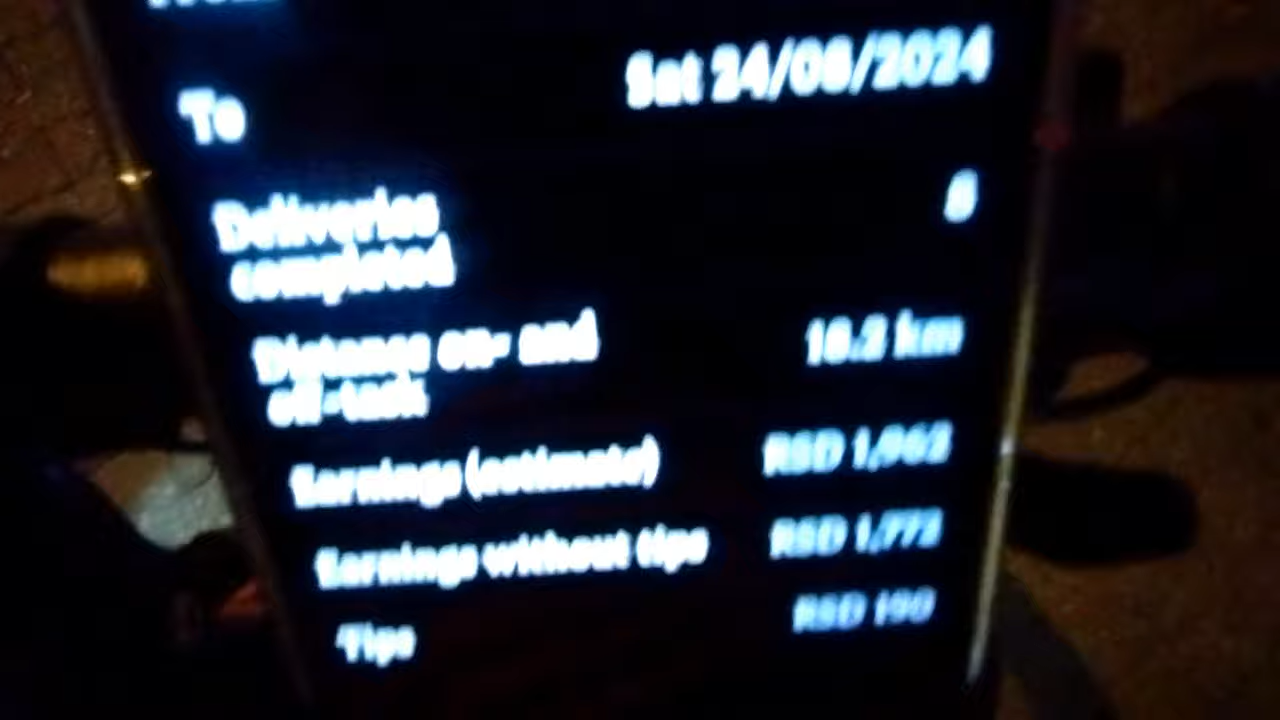 Sat 24/08/2024
To
Deliveries
completed
Distance on- and
off-task
km
Earnings (estimate)
RSD 1,962
Earnings without tips
RSD 1,772
Tips
RSD 190